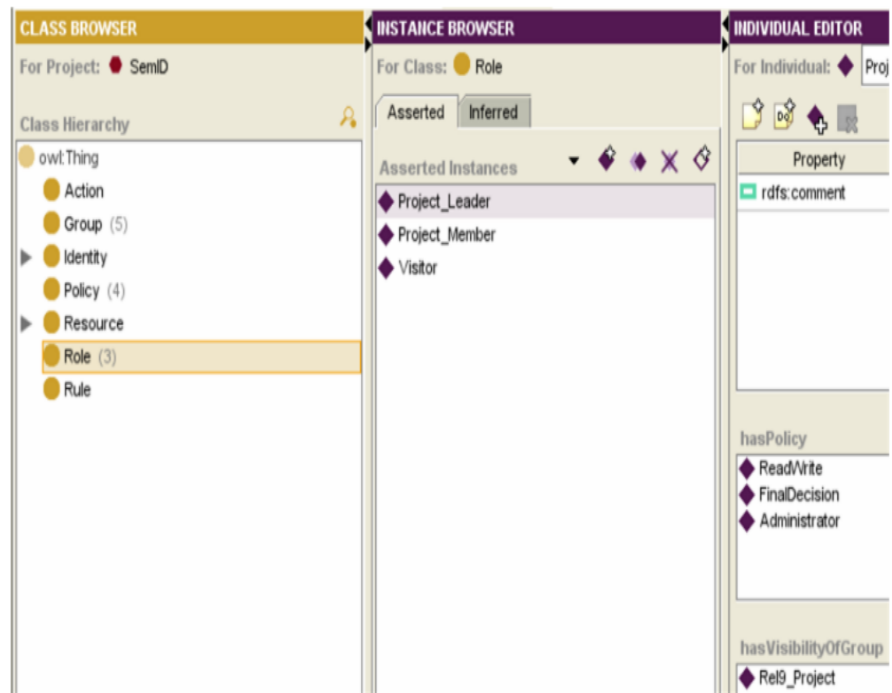 CLASS BROWSER
For Project: SemID
Class Hierarchy
owl:Thing
Action
Group (5)
Identity
Policy (4)
Resource
Role (3)
Rule
INSTANCE BROWSER
For Class: Role
Asserted Inferred
Asserted Instances
Project_Leader
Project_Member
Visitor
INDIVIDUAL EDITOR
For Individual: Proj
Property
rdfs:comment
hasPolicy
ReadWrite
FinalDecision
Administrator
hasVisibilityOfGroup
Rel9_Project